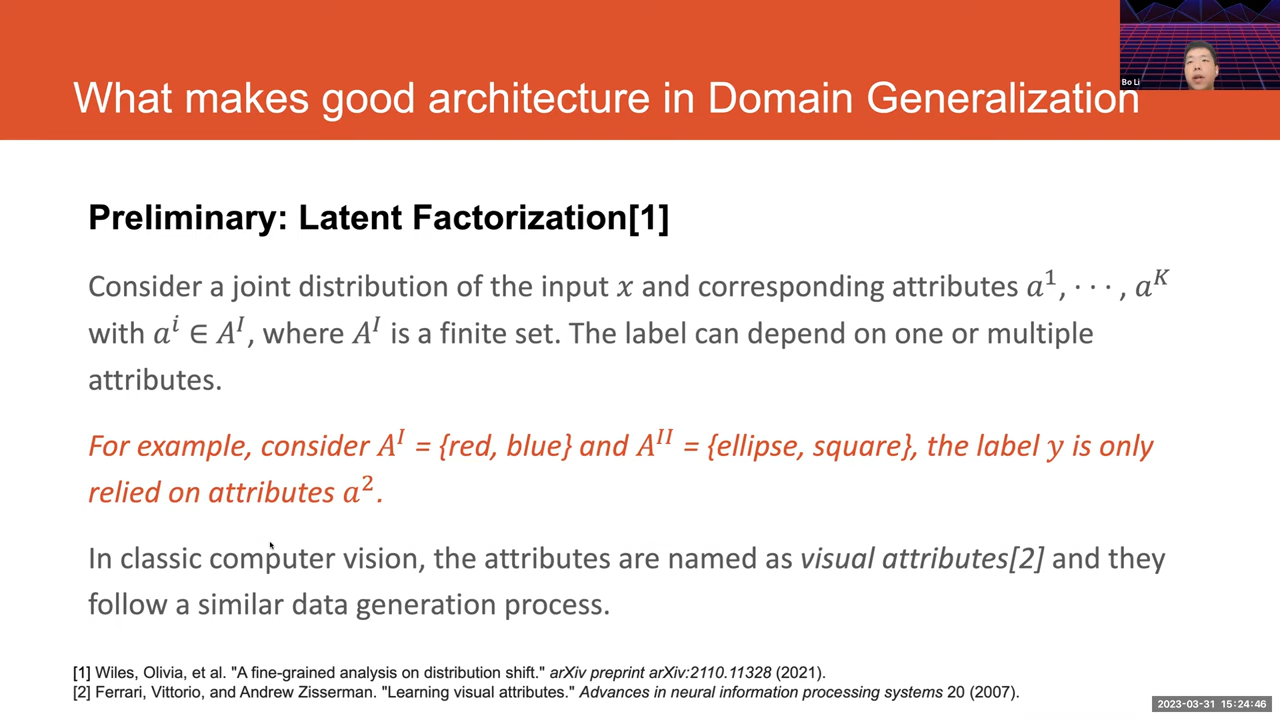 Bo Li
What makes good architecture in Domain Generalization
Preliminary: Latent Factorization[1]
Consider a joint distribution of the input 𝑥 and corresponding attributes 𝑎¹, · · · , 𝑎ᴷ
with 𝑎ⁱ ∈ 𝐴ᴵ, where 𝐴ᴵ is a finite set. The label can depend on one or multiple
attributes.
For example, consider 𝐴ᴵ = {red, blue} and 𝐴ᴵᴵ = {ellipse, square}, the label 𝑦 is only
relied on attributes 𝑎².
In classic computer vision, the attributes are named as visual attributes[2] and they
follow a similar data generation process.
[1] Wiles, Olivia, et al. "A fine-grained analysis on distribution shift." arXiv preprint arXiv:2110.11328 (2021).
[2] Ferrari, Vittorio, and Andrew Zisserman. "Learning visual attributes." Advances in neural information processing systems 20 (2007).
2023-03-31 15:24:46